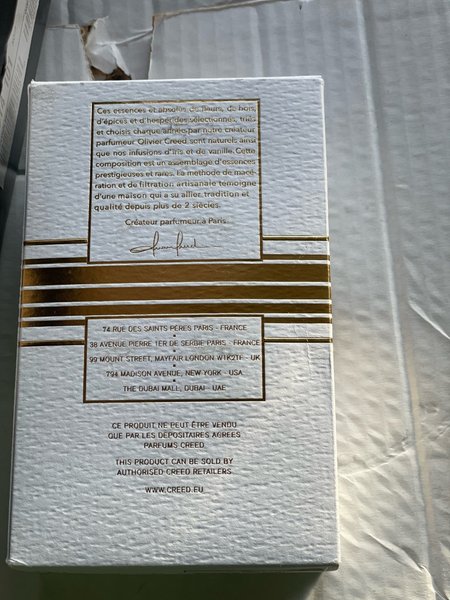 Ces essences et absolus de fleurs, de bois,
d'épices et d'hespéridés sélectionnés, triés
et choisis chaque année par notre créateur
parfumeur Olivier Creed sont naturels ainsi
que nos infusions d'iris et de vanille. Cette
composition est un assemblage d'essences
prestigieuses et rares. La méthode de macé-
ration et de filtration artisanale témoigne
d'une maison qui a su allier tradition et
qualité depuis plus de 2 siècles.
Créateur parfumeur à Paris
74 RUE DES SAINTS PÈRES PARIS - FRANCE
38 AVENUE PIERRE 1ER DE SERBIE PARIS - FRANCE
99 MOUNT STREET, MAYFAIR LONDON W1K2TF - UK
794 MADISON AVENUE, NEW YORK - USA
THE DUBAI MALL, DUBAI - UAE
CE PRODUIT NE PEUT ÊTRE VENDU
QUE PAR LES DÉPOSITAIRES AGRÉÉS
PARFUMS CREED.
THIS PRODUCT CAN BE SOLD BY
AUTHORISED CREED RETAILERS.
WWW.CREED.EU